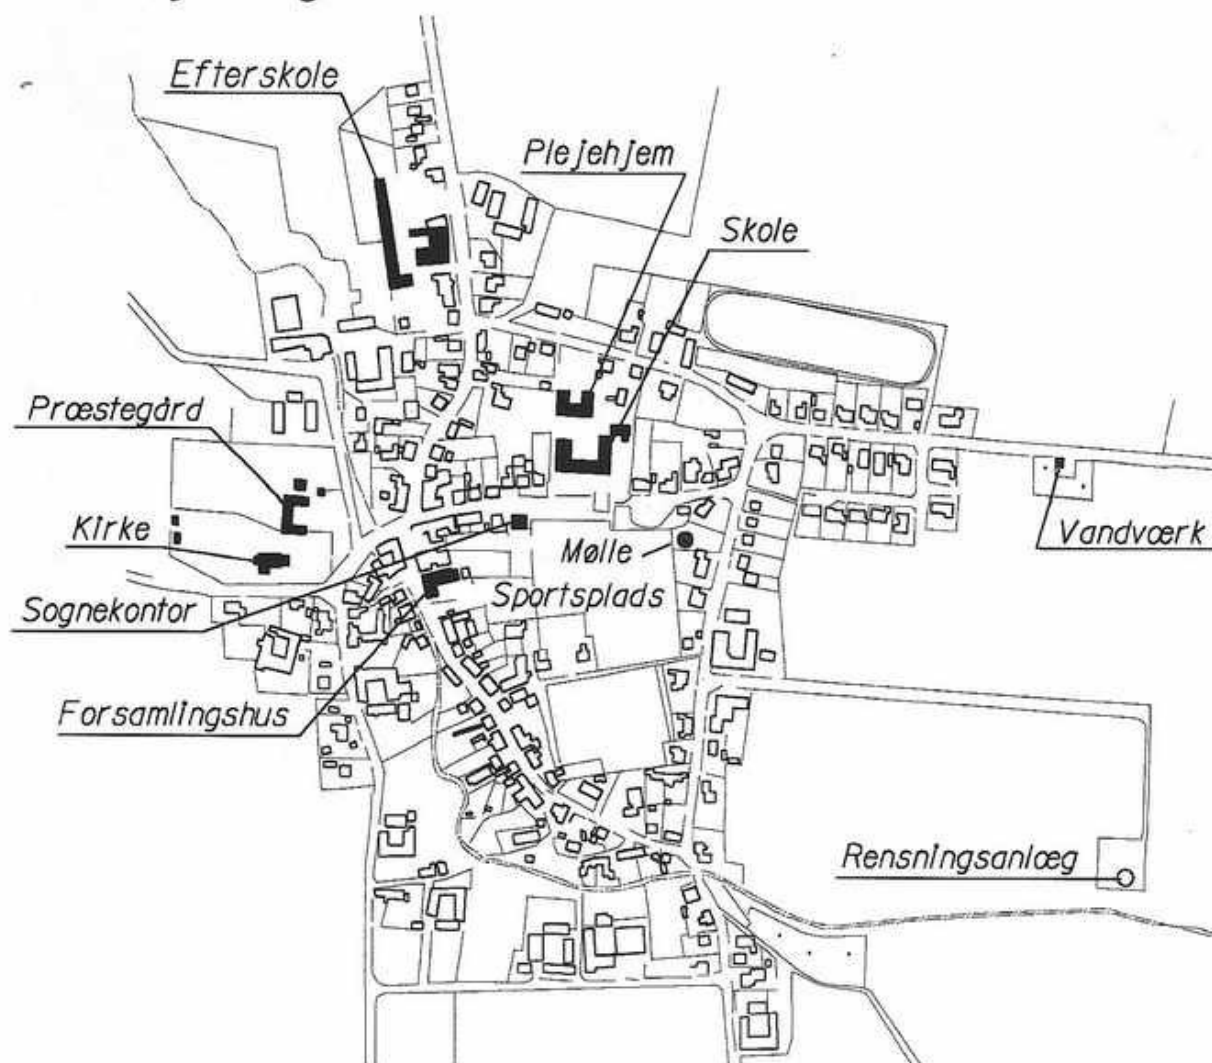 Efterskole
Plejehjem
Skole
Præstegård
Kirke
Mølle
Vandværk
Sportsplads
Sognekontor
Forsamlingshus
Rensningsanlæg